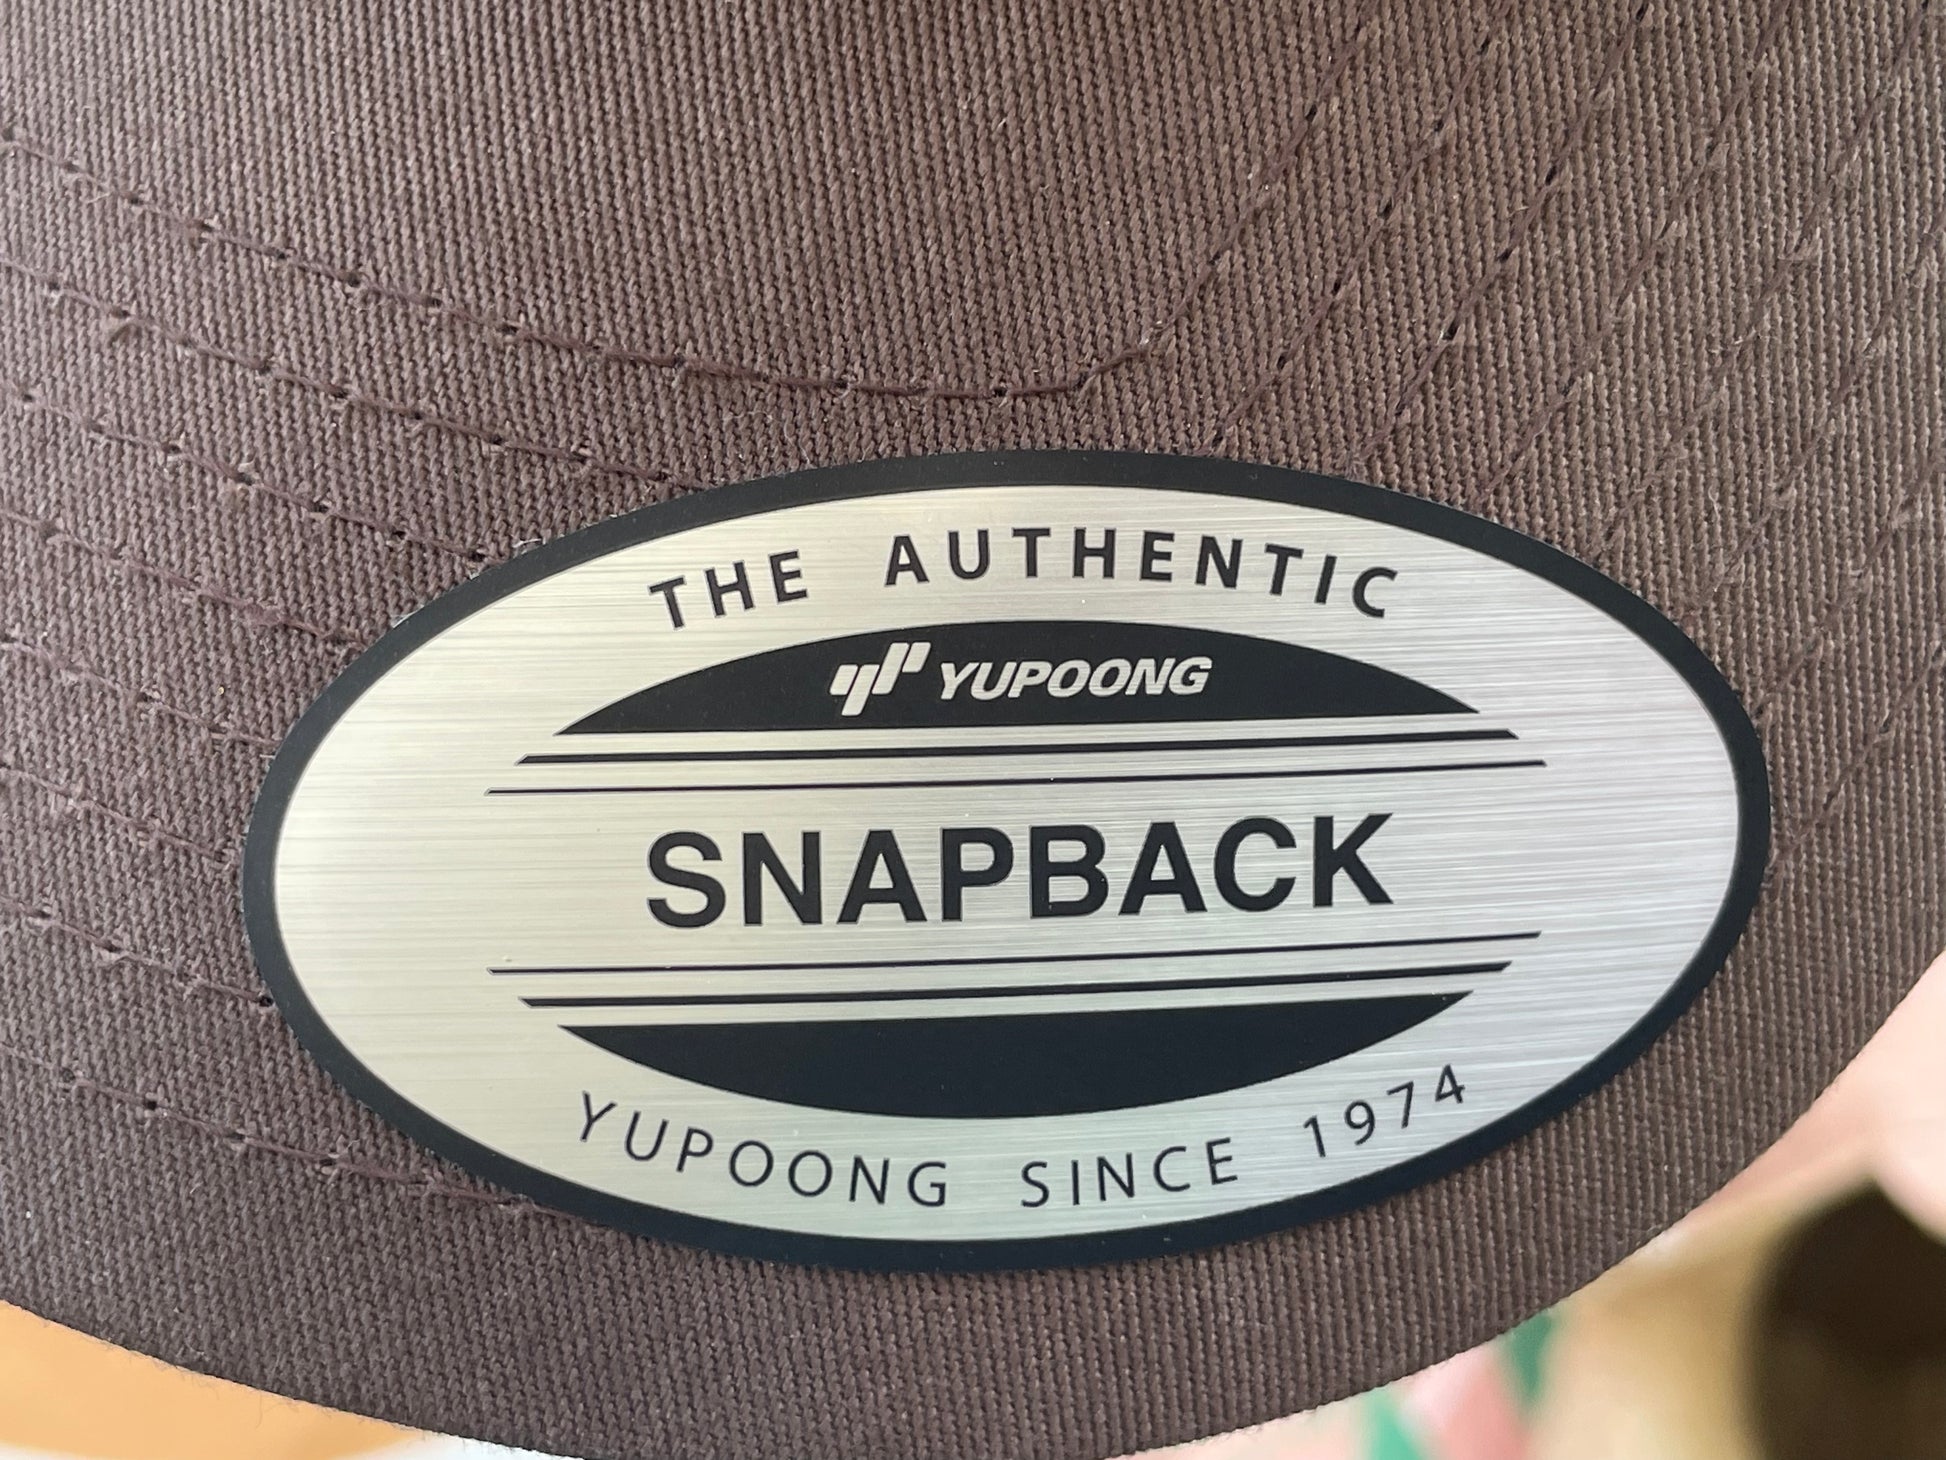 THE AUTHENTIC
YUPOONG
SNAPBACK
YUPOONG SINCE 1974